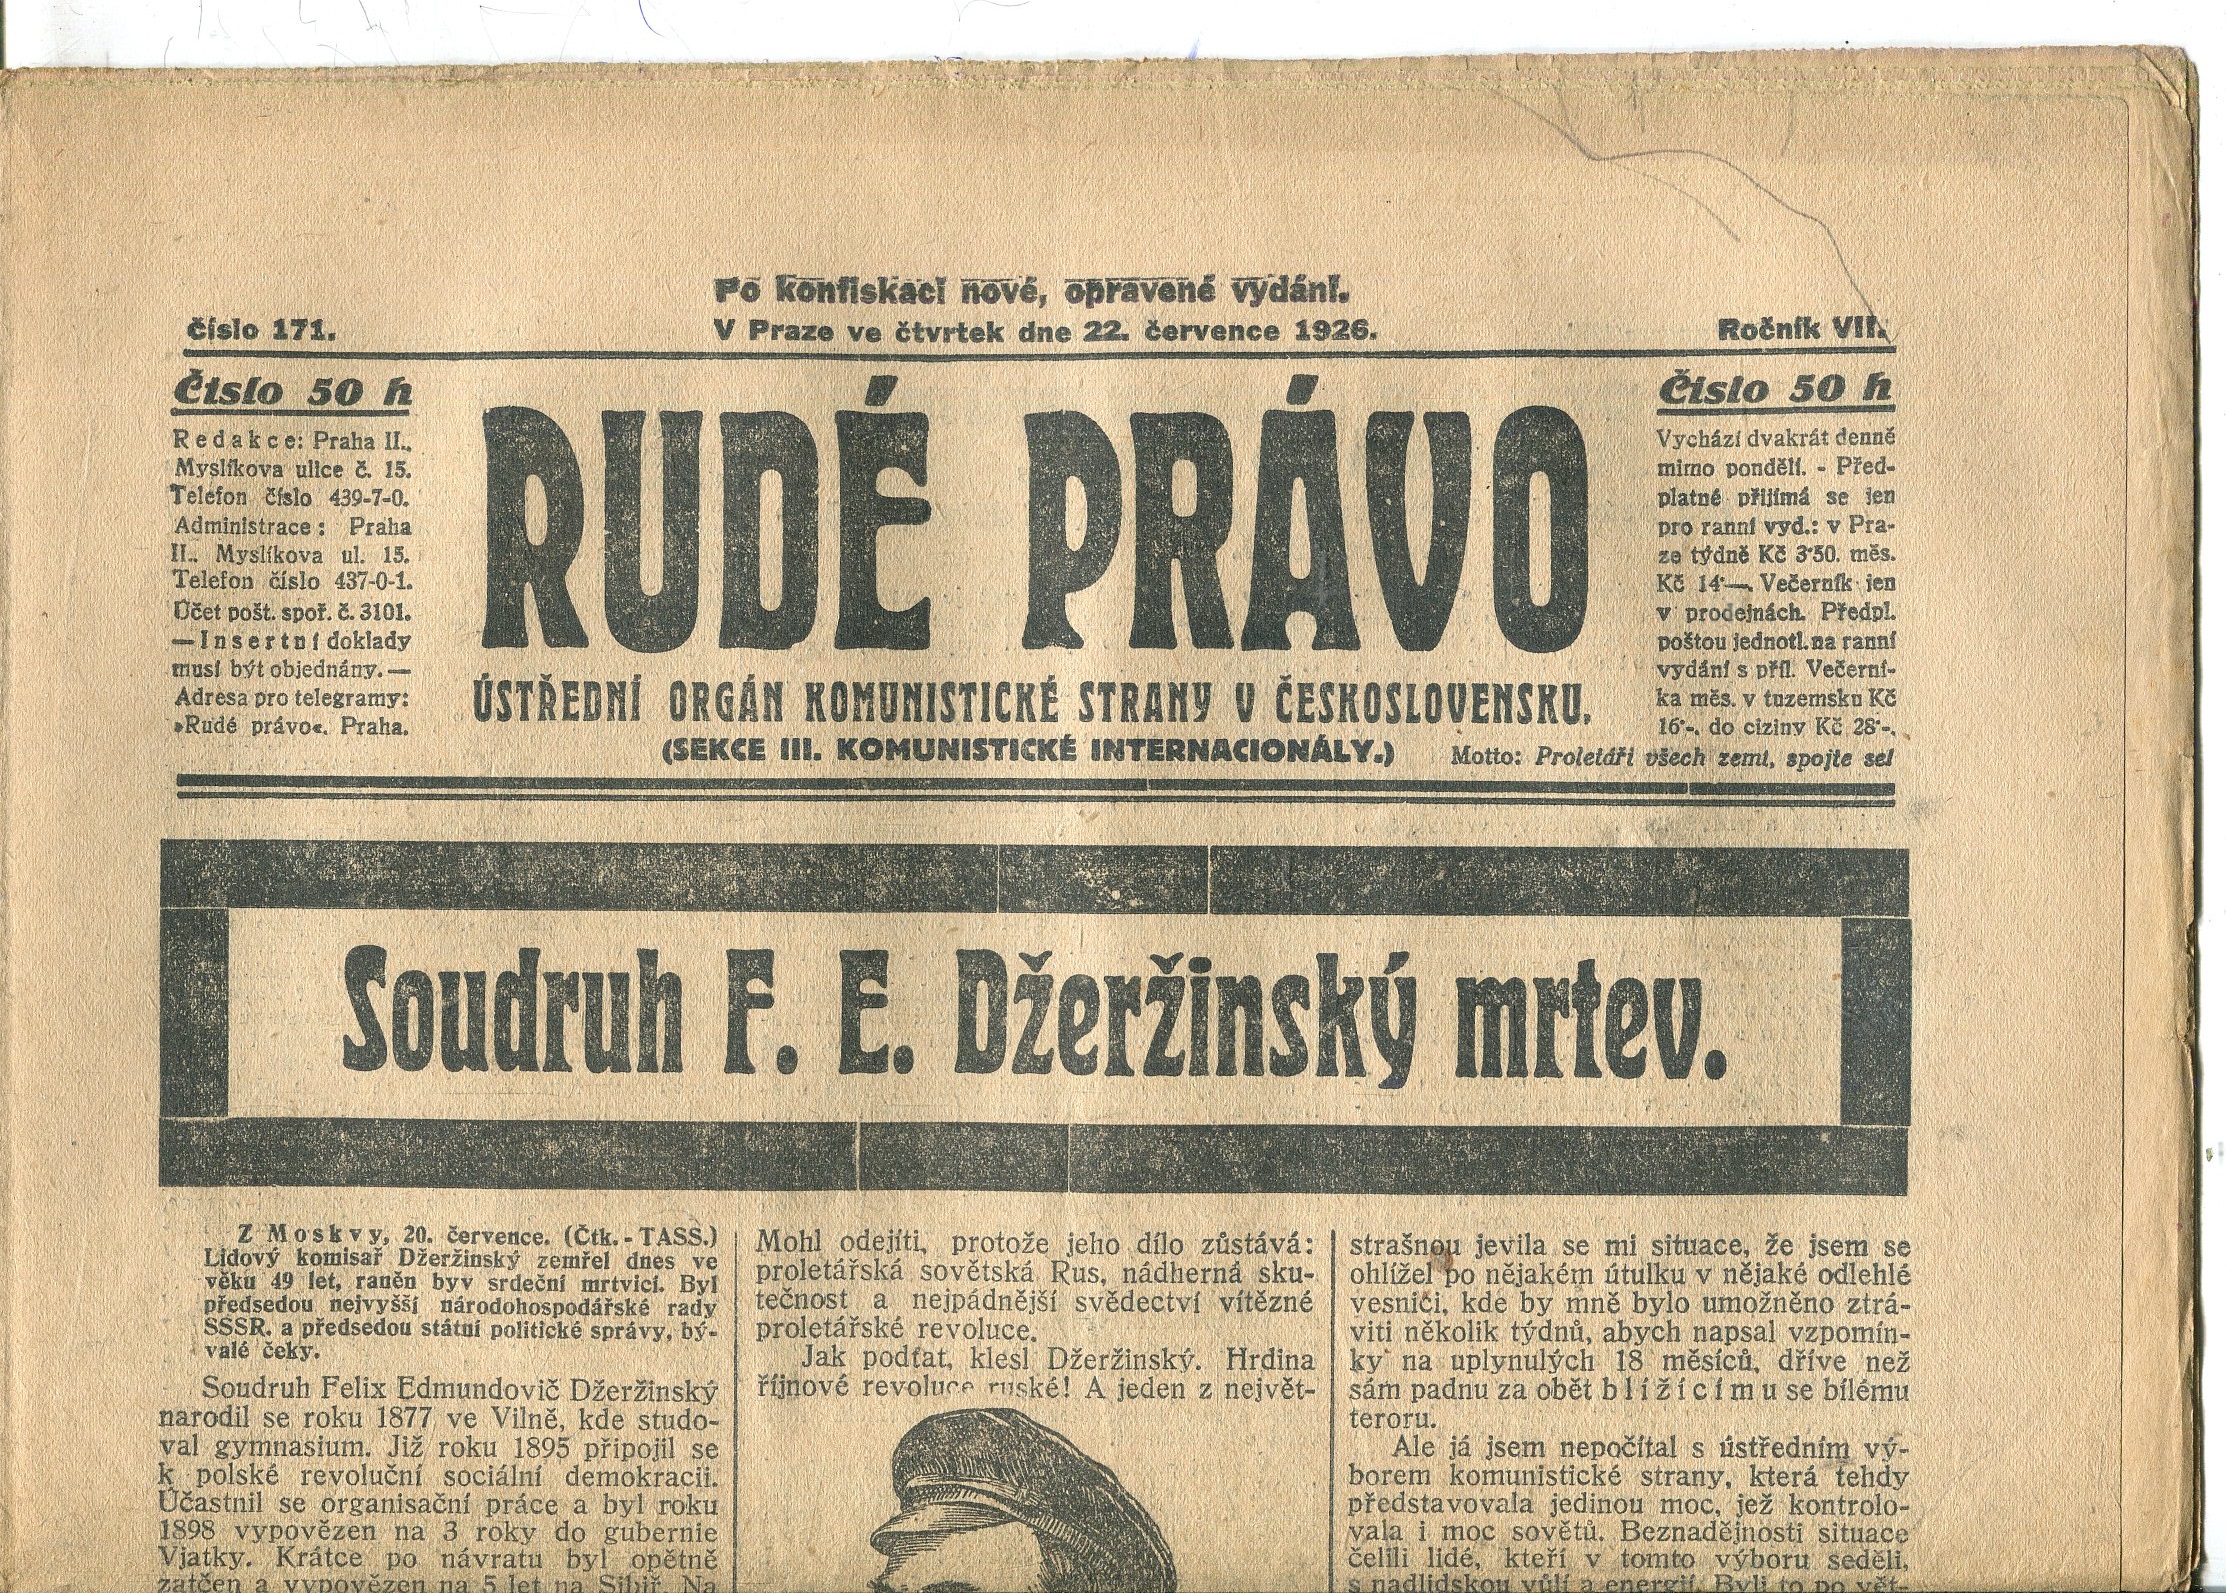 Po konfiskaci nové, opravené vydání.
Číslo 171.
V Praze ve čtvrtek dne 22. července 1926.
Ročník VII.
Číslo 50 h
Redakce: Praha II.,
Myslíkova ulice č. 15.
Telefon číslo 439-7-0.
Administrace: Praha
II., Myslíkova ul. 15.
Telefon číslo 437-0-1.
Účet pošt. spoř. č. 3101.
— Insertní doklady
musí být objednány. —
Adresa pro telegramy:
»Rudé právo«, Praha.
RUDÉ PRÁVO
ÚSTŘEDNÍ ORGÁN KOMUNISTICKÉ STRANY V ČESKOSLOVENSKU.
(SEKCE III. KOMUNISTICKÉ INTERNACIONÁLY.)
Číslo 50 h
Vychází dvakrát denně
mimo pondělí. - Před-
platné přijímá se jen
pro ranní vyd.: v Pra-
ze týdně Kč 3·50, měs.
Kč 14·—. Večerník jen
v prodejnách. Předpl.
poštou jednotl. na ranní
vydání s příl. Večerní-
ka měs. v tuzemsku Kč
16·-, do ciziny Kč 28·-.
Motto: Proletáři všech zemí, spojte se!
Soudruh F. E. Džeržinský mrtev.
Z Moskvy, 20. července. (Čtk. - TASS.)
Lidový komisař Džeržinský zemřel dnes ve
věku 49 let, raněn byv srdeční mrtvicí. Byl
předsedou nejvyšší národohospodářské rady
SSSR. a předsedou státní politické správy, bý-
valé čeky.
Soudruh Felix Edmundovič Džeržinský
narodil se roku 1877 ve Vilně, kde studo-
val gymnasium. Již roku 1895 připojil se
k polské revoluční sociální demokracii.
Účastnil se organisační práce a byl roku
1898 vypovězen na 3 roky do gubernie
Vjatky. Krátce po návratu byl opětně
zatčen a vypovězen na 5 let na Sibiř. Na
Mohl odejíti, protože jeho dílo zůstává:
proletářská sovětská Rus, nádherná sku-
tečnost a nejpádnější svědectví vítězné
proletářské revoluce.
Jak podťat, klesl Džeržinský. Hrdina
říjnové revoluce ruské! A jeden z největ-
strašnou jevila se mi situace, že jsem se
ohlížel po nějakém útulku v nějaké odlehlé
vesnici, kde by mně bylo umožněno ztrá-
viti několik týdnů, abych napsal vzpomín-
ky na uplynulých 18 měsíců, dříve než
sám padnu za oběť blížícímu se bílému
teroru.
Ale já jsem nepočítal s ústředním vý-
borem komunistické strany, která tehdy
představovala jedinou moc, jež kontrolo-
vala i moc sovětů. Beznadějnosti situace
čelili lidé, kteří v tomto výboru seděli,
s nadlidskou vůlí a energií. Byli to po vět-